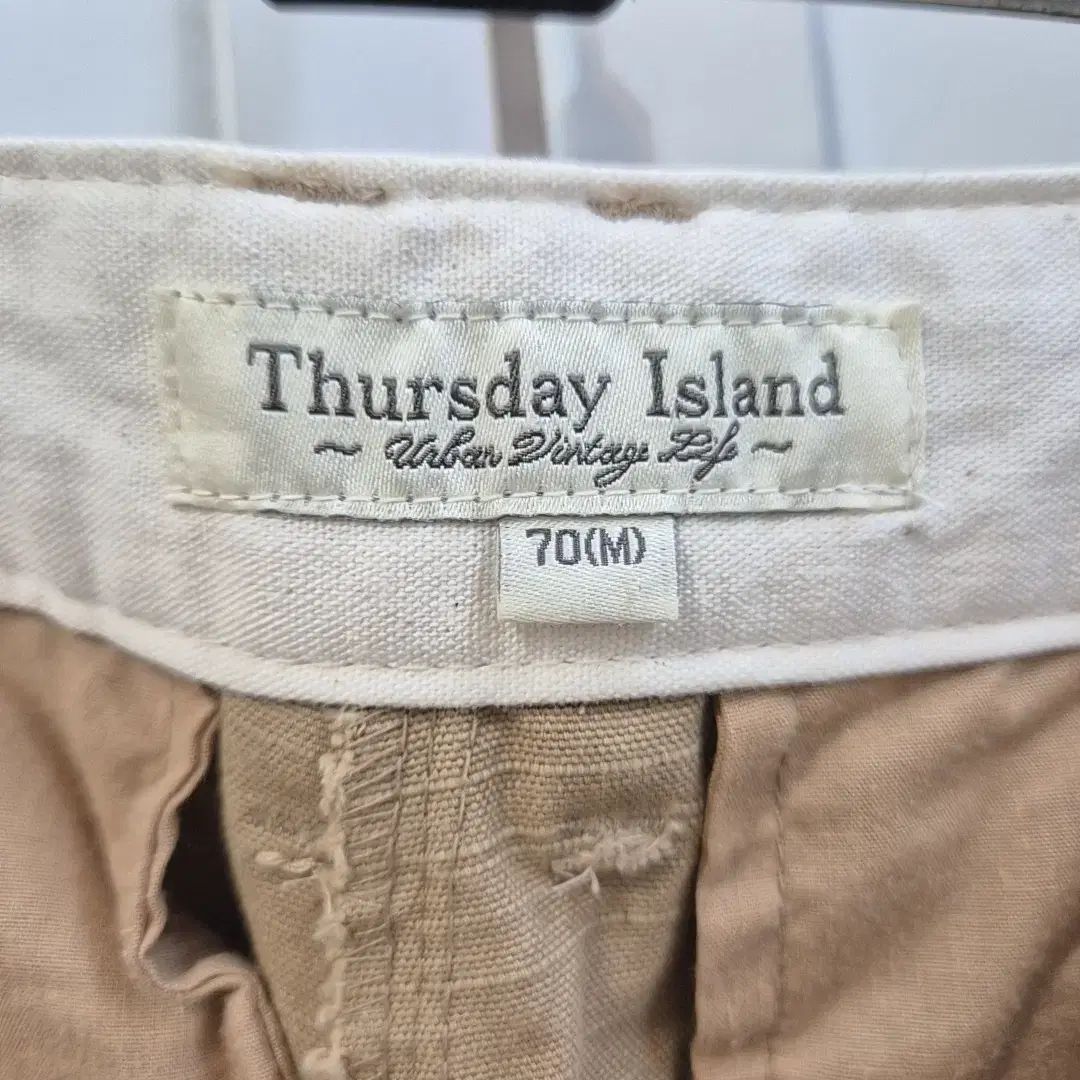 Thursday Island
~ Urban Vintage Life ~
70(M)